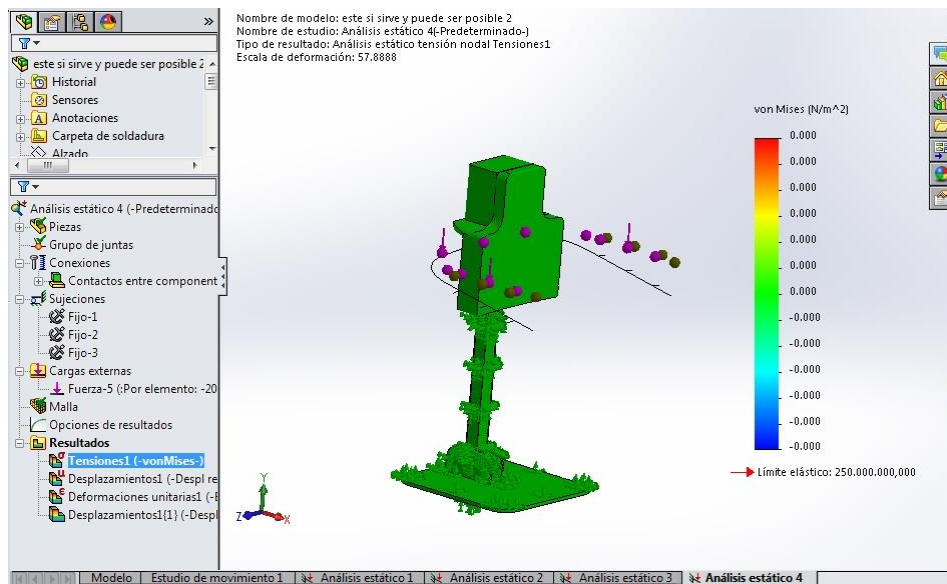 Nombre de modelo: este si sirve y puede ser posible 2
Nombre de estudio: Análisis estático 4(-Predeterminado-)
Tipo de resultado: Análisis estático tensión nodal Tensiones1
Escala de deformación: 57.8888
este si sirve y puede ser posible 2
Historial
Sensores
Anotaciones
Carpeta de soldadura
Alzado
Análisis estático 4 (-Predeterminado
Piezas
Grupo de juntas
Conexiones
Contactos entre component
Sujeciones
Fijo-1
Fijo-2
Fijo-3
Cargas externas
Fuerza-5 (:Por elemento: -20
Malla
Opciones de resultados
Resultados
Tensiones1 (-vonMises-)
Desplazamientos1 (-Despl re
Deformaciones unitarias1 (-E
Desplazamientos1{1} (-Despl
von Mises (N/m^2)
0.000
0.000
0.000
0.000
0.000
0.000
0.000
-0.000
-0.000
-0.000
-0.000
-0.000
-0.000
Límite elástico: 250.000.000,000
Y
Z
X
Modelo
Estudio de movimiento 1
Análisis estático 1
Análisis estático 2
Análisis estático 3
Análisis estático 4